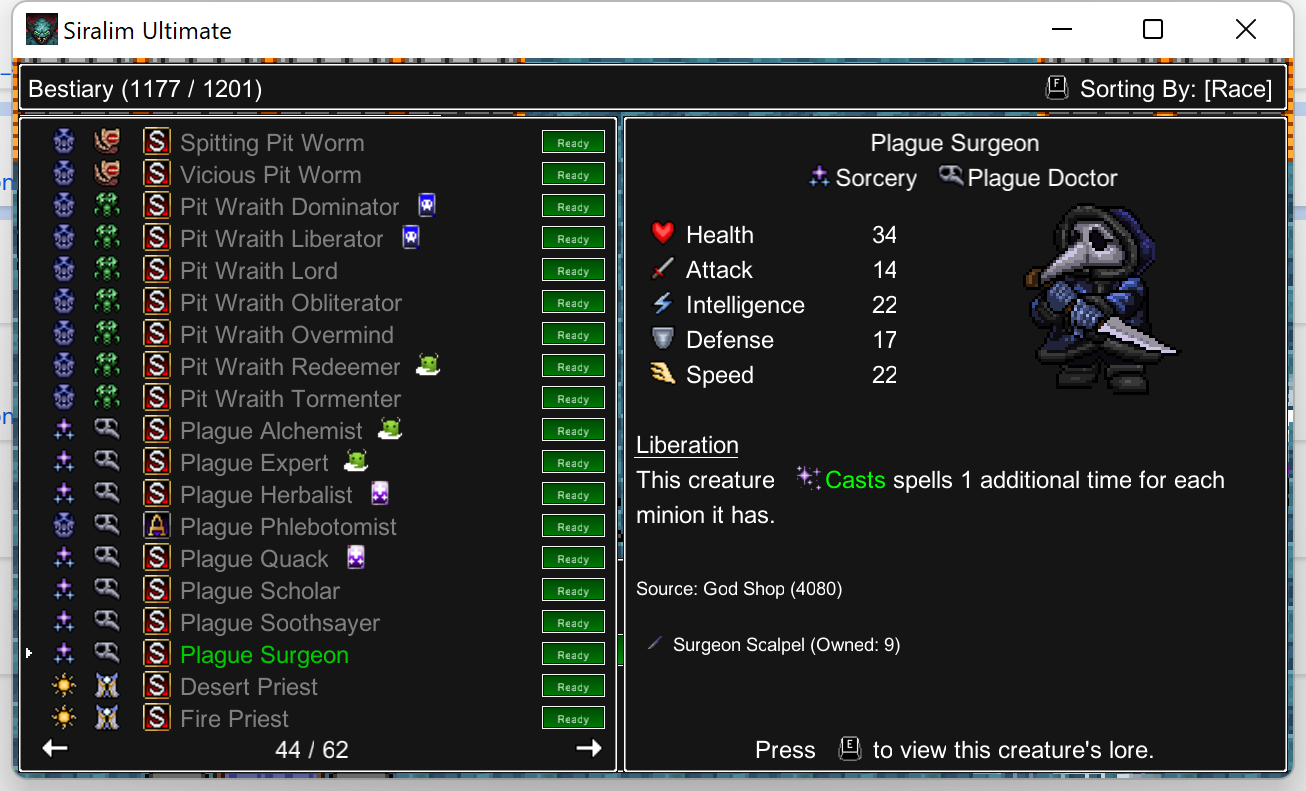 Siralim Ultimate
Bestiary (1177 / 1201)
F Sorting By: [Race]
S Spitting Pit Worm Ready
S Vicious Pit Worm Ready
S Pit Wraith Dominator Ready
S Pit Wraith Liberator Ready
S Pit Wraith Lord Ready
S Pit Wraith Obliterator Ready
S Pit Wraith Overmind Ready
S Pit Wraith Redeemer Ready
S Pit Wraith Tormenter Ready
S Plague Alchemist Ready
S Plague Expert Ready
S Plague Herbalist Ready
A Plague Phlebotomist Ready
S Plague Quack Ready
S Plague Scholar Ready
S Plague Soothsayer Ready
S Plague Surgeon Ready
S Desert Priest Ready
S Fire Priest Ready
44 / 62
Plague Surgeon
Sorcery Plague Doctor
Health 34
Attack 14
Intelligence 22
Defense 17
Speed 22
Liberation
This creature Casts spells 1 additional time for each
minion it has.
Source: God Shop (4080)
Surgeon Scalpel (Owned: 9)
Press E to view this creature's lore.